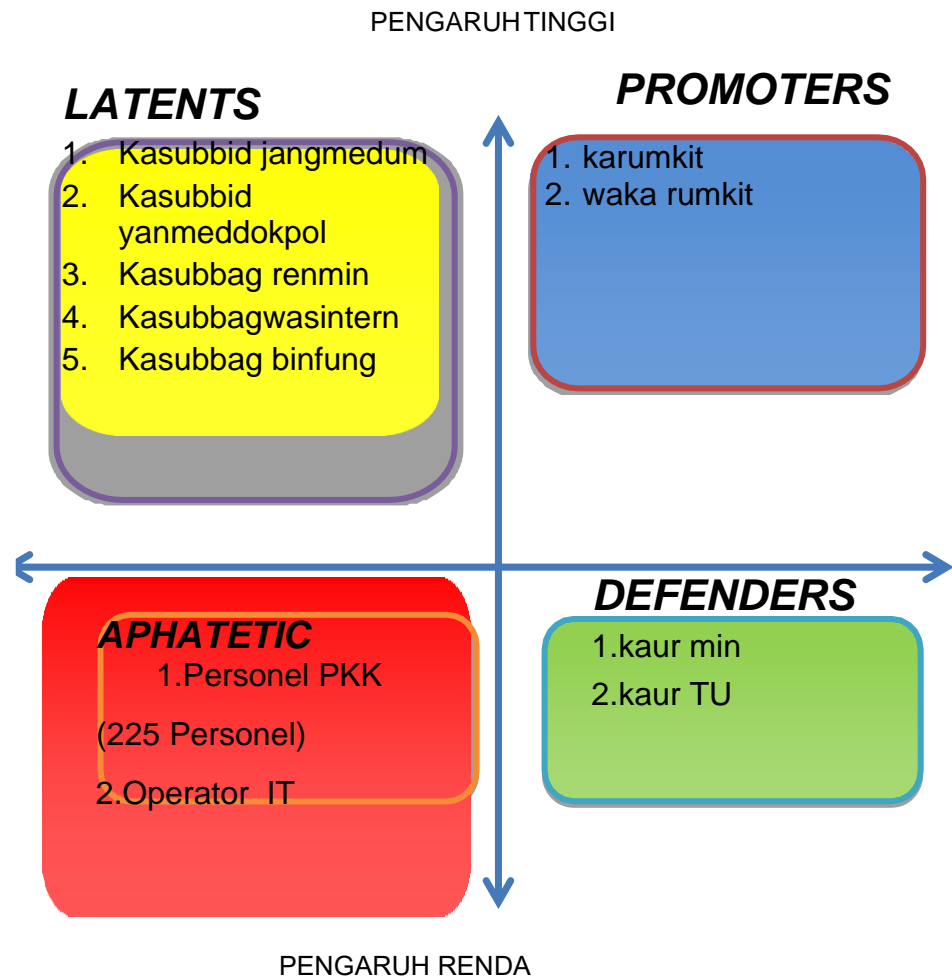 PENGARUH TINGGI
LATENTS
1. Kasubbid jangmedum
2. Kasubbid
yanmeddokpol
3. Kasubbag renmin
4. Kasubbagwasintern
5. Kasubbag binfung
PROMOTERS
1. karumkit
2. waka rumkit
APHATETIC
1.Personel PKK
(225 Personel)
2.Operator IT
DEFENDERS
1.kaur min
2.kaur TU
PENGARUH RENDA